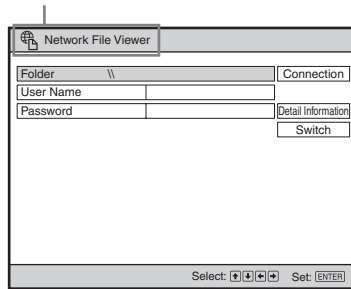 Network File Viewer
Folder \\ Connection
User Name
Password Detail Information
Switch
Select: ↑ ↓ ← → Set: ENTER